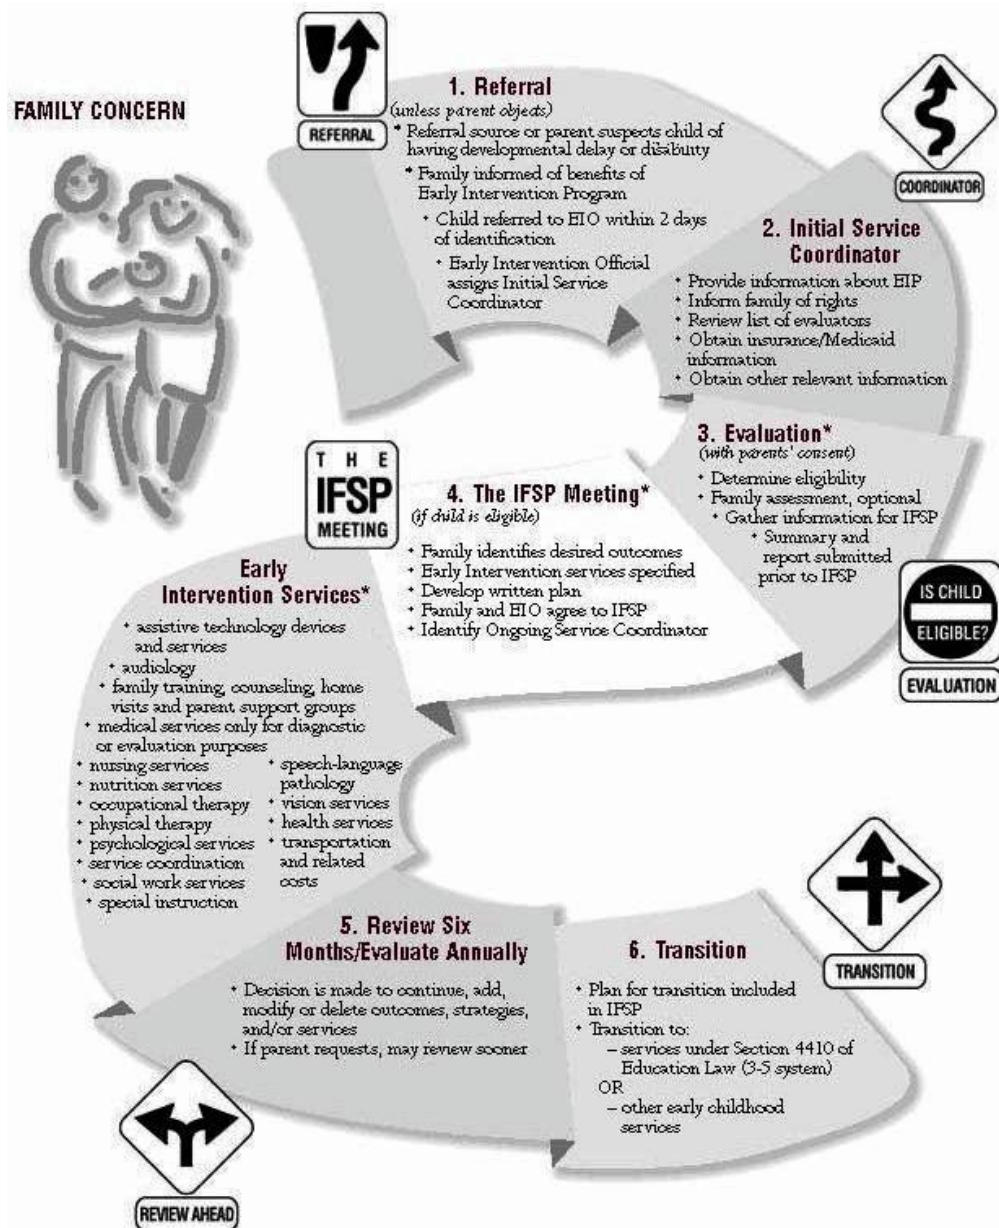 FAMILY CONCERN
REFERRAL
1. Referral
(unless parent objects)
* Referral source or parent suspects child of
having developmental delay or disability
* Family informed of benefits of
Early Intervention Program
* Child referred to EIO within 2 days
of identification
* Early Intervention Official
assigns Initial Service
Coordinator
COORDINATOR
2. Initial Service
Coordinator
* Provide information about EIP
* Inform family of rights
* Review list of evaluators
* Obtain insurance/Medicaid
information
* Obtain other relevant information
3. Evaluation*
(with parents' consent)
* Determine eligibility
* Family assessment, optional
* Gather information for IFSP
* Summary and
report submitted
prior to IFSP
IS CHILD
ELIGIBLE?
EVALUATION
THE
IFSP
MEETING
4. The IFSP Meeting*
(if child is eligible)
* Family identifies desired outcomes
* Early Intervention services specified
* Develop written plan
* Family and EIO agree to IFSP
* Identify Ongoing Service Coordinator
Early
Intervention Services*
* assistive technology devices
and services
* audiology
* family training, counseling, home
visits and parent support groups
* medical services only for diagnostic
or evaluation purposes
* nursing services
* nutrition services
* occupational therapy
* physical therapy
* psychological services
* service coordination
* social work services
* special instruction
* speech-language
pathology
* vision services
* health services
* transportation
and related
costs
5. Review Six
Months/Evaluate Annually
* Decision is made to continue, add,
modify or delete outcomes, strategies,
and/or services
* If parent requests, may review sooner
REVIEW AHEAD
6. Transition
* Plan for transition included
in IFSP
* Transition to:
– services under Section 4410 of
Education Law (3-5 system)
OR
– other early childhood
services
TRANSITION